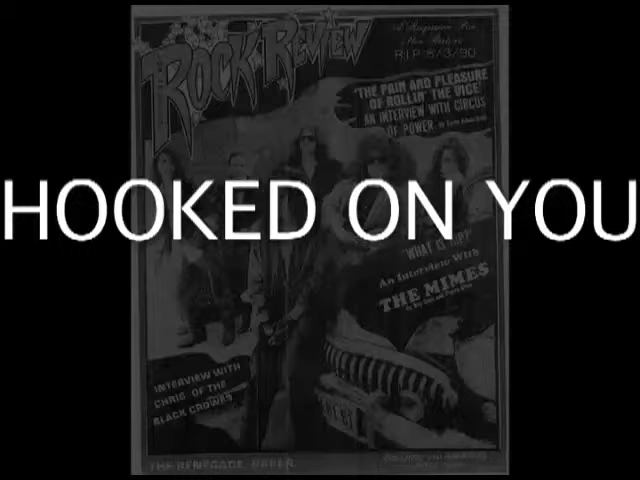 ROCK REVIEW
R.I.P. 6/3/90
"THE PAIN AND PLEASURE
OF ROLLIN' THE VICE"
AN INTERVIEW WITH CIRCUS
OF POWER
HOOKED ON YOU
"WHAT IS HIP?"
An Interview With
THE MIMES
INTERVIEW WITH
CHRIS OF THE
BLACK CROWES
THE RENEGADE PAPER